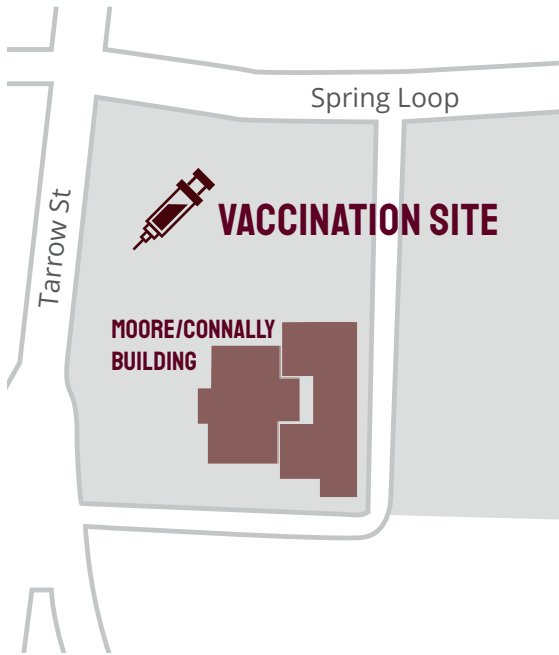 Spring Loop
Tarrow St
VACCINATION SITE
MOORE/CONNALLY
BUILDING